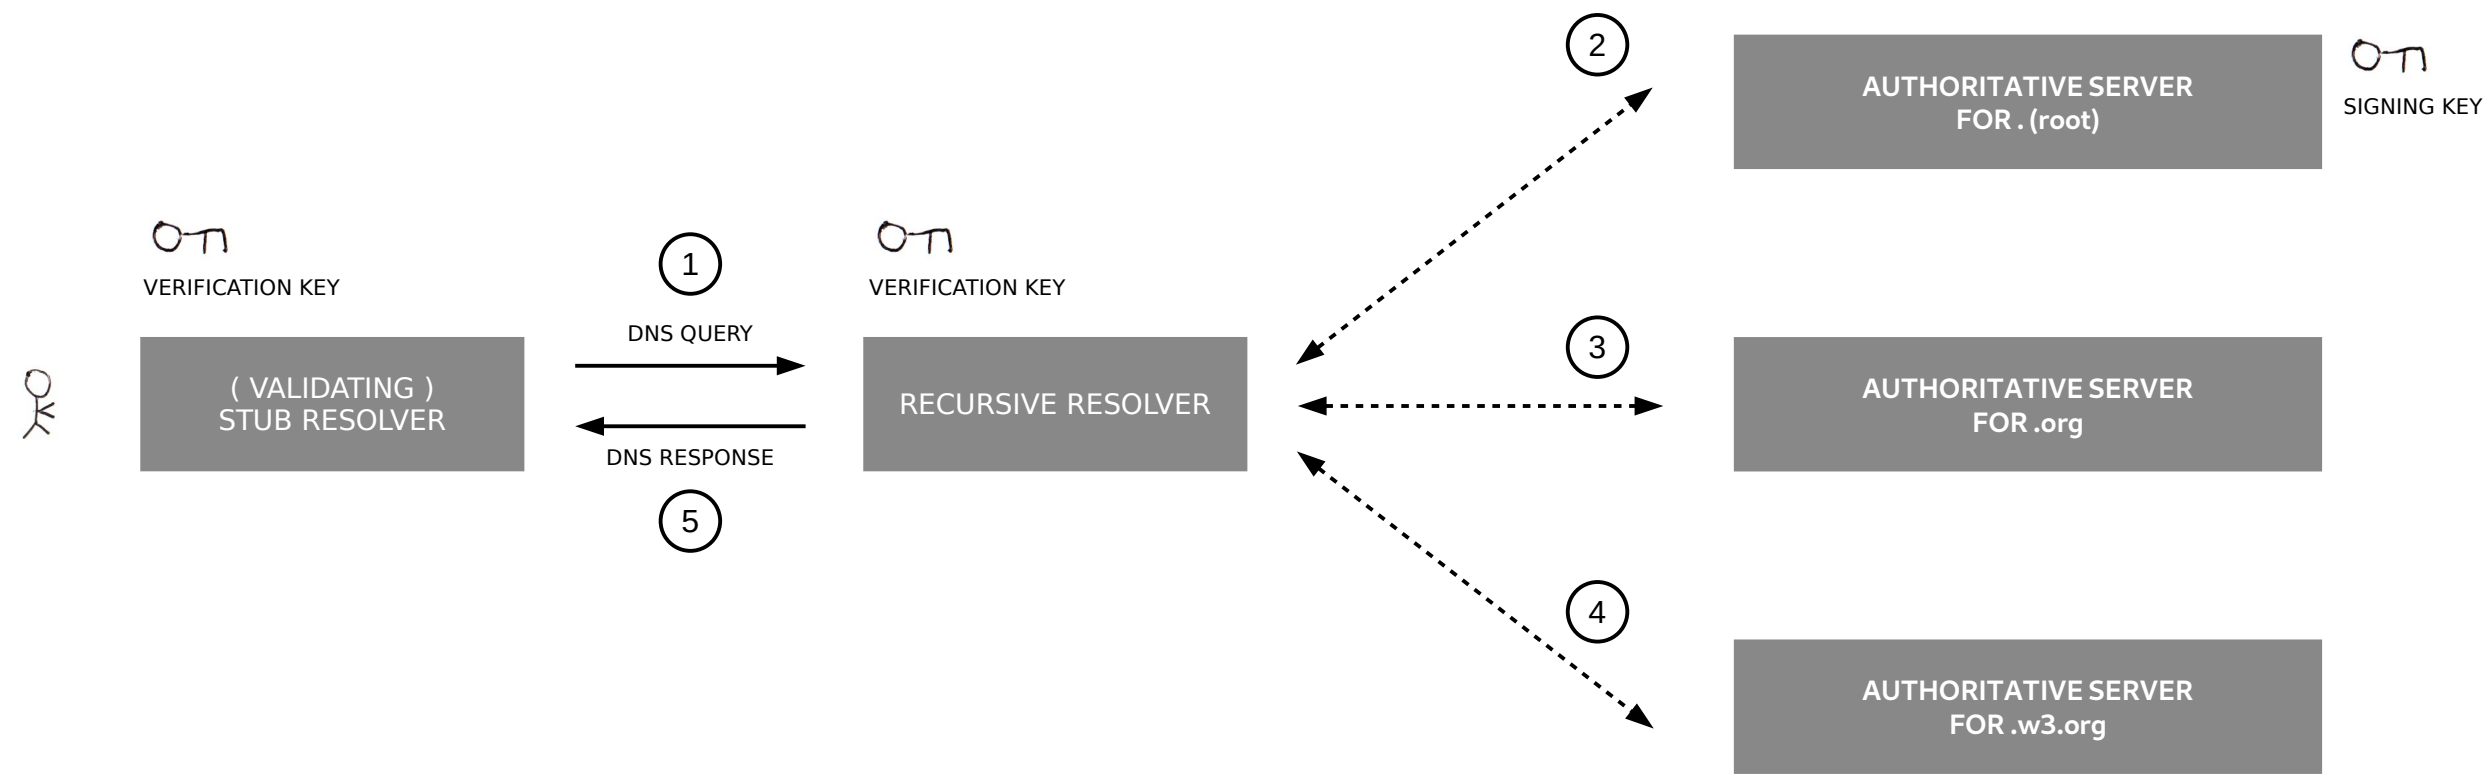 VERIFICATION KEY
( VALIDATING )
STUB RESOLVER
1
DNS QUERY
DNS RESPONSE
5
VERIFICATION KEY
RECURSIVE RESOLVER
2
AUTHORITATIVE SERVER
FOR . (root)
SIGNING KEY
3
AUTHORITATIVE SERVER
FOR .org
4
AUTHORITATIVE SERVER
FOR .w3.org